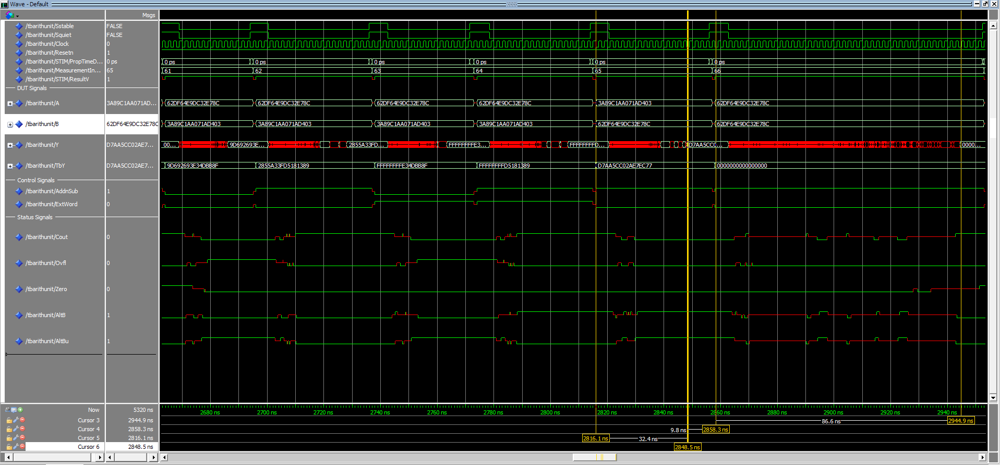 Wave - Default
Msgs
/tbarithunit/Sstable FALSE
/tbarithunit/Squiet FALSE
/tbarithunit/Clock 0
/tbarithunit/Resetn 1
/tbarithunit/STIM/PropTimeD... 0 ps 0 ps 0 ps 0 ps 0 ps 0 ps 0 ps
/tbarithunit/MeasurementIn... 65 61 62 63 64 65 66
/tbarithunit/STIM/ResultV 1
DUT Signals
/tbarithunit/A 3A89C1AA071AD... 62DF64E9DC32E78C 62DF64E9DC32E78C 62DF64E9DC32E78C 62DF64E9DC32E78C 3A89C1AA071AD403 62DF64E9DC32E78C
/tbarithunit/B 62DF64E9DC32E78C 3A89C1AA071AD403 3A89C1AA071AD403 3A89C1AA071AD403 3A89C1AA071AD403 62DF64E9DC32E78C 62DF64E9DC32E78C
/tbarithunit/Y D7AA5CC02AE7... 00... 9D692693E... 2855A33FD... FFFFFFFFE3... FFFFFFFFD... D7AA5CC0... 0000...
/tbarithunit/TbY D7AA5CC02AE7... 9D692693E34DBB8F 2855A33FD5181389 FFFFFFFFE34DBB8F FFFFFFFFD5181389 D7AA5CC02AE7EC77 0000000000000000
Control Signals
/tbarithunit/AddnSub 1
/tbarithunit/ExtWord 0
Status Signals
/tbarithunit/Cout 0
/tbarithunit/Ovfl 0
/tbarithunit/Zero 0
/tbarithunit/AltB 1
/tbarithunit/AltBu 1
Now 5320 ns 2680 ns 2700 ns 2720 ns 2740 ns 2760 ns 2780 ns 2800 ns 2820 ns 2840 ns 2860 ns 2880 ns 2900 ns 2920 ns 2940 ns
Cursor 3 2944.9 ns 86.6 ns 2944.9 ns
Cursor 4 2858.3 ns 9.8 ns 2858.3 ns
Cursor 5 2816.1 ns 2816.1 ns 32.4 ns
Cursor 6 2848.5 ns 2848.5 ns